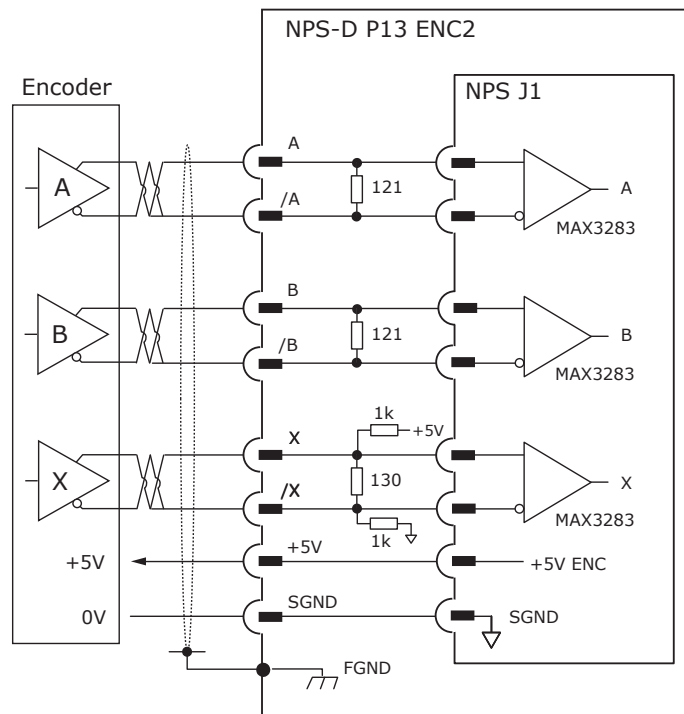 NPS-D P13 ENC2
Encoder
NPS J1
A
A
121
/A
A
MAX3283
B
B
121
/B
B
MAX3283
1k
+5V
X
X
130
/X
X
MAX3283
1k
+5V
+5V
+5V ENC
0V
SGND
SGND
FGND